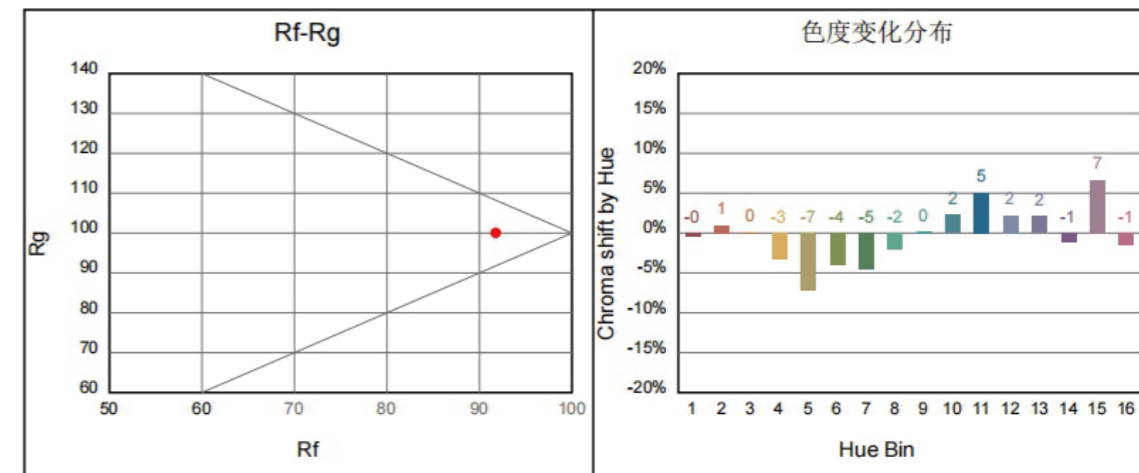 Rf-Rg
140
130
120
110
100
90
80
70
60
Rg
50 60 70 80 90 100
Rf
色度变化分布
20%
15%
10%
5%
0%
-5%
-10%
-15%
-20%
Chroma shift by Hue
-0 1 0 -3 -7 -4 -5 -2 0 2 5 2 2 -1 7 -1
1 2 3 4 5 6 7 8 9 10 11 12 13 14 15 16
Hue Bin